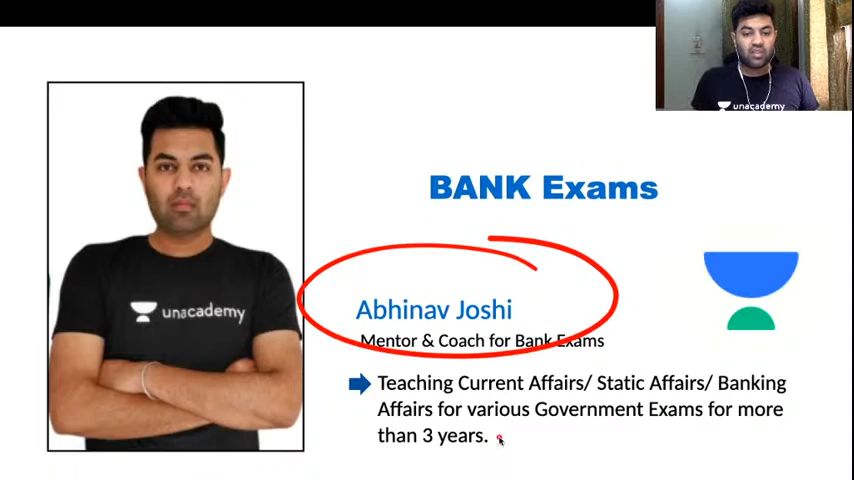 unacademy
BANK Exams
unacademy
Abhinav Joshi
Mentor & Coach for Bank Exams
Teaching Current Affairs/ Static Affairs/ Banking
Affairs for various Government Exams for more
than 3 years.